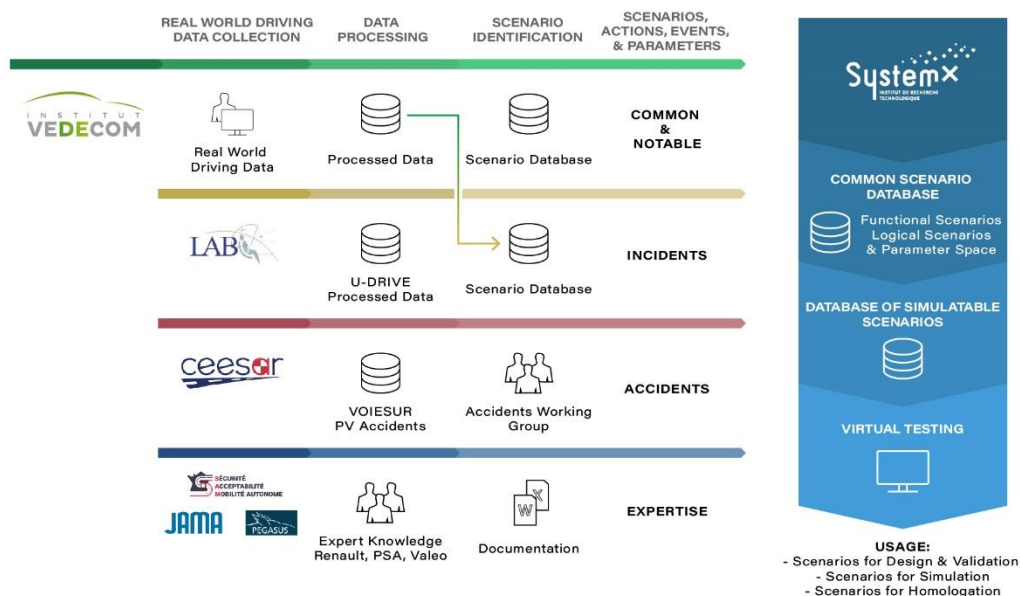 REAL WORLD DRIVING
DATA COLLECTION
DATA
PROCESSING
SCENARIO
IDENTIFICATION
SCENARIOS,
ACTIONS, EVENTS,
& PARAMETERS
INSTITUT
VEDECOM
Real World
Driving Data
Processed Data
Scenario Database
COMMON
&
NOTABLE
LAB
U-DRIVE
Processed Data
Scenario Database
INCIDENTS
ceesar
VOIESUR
PV Accidents
Accidents Working
Group
ACCIDENTS
SÉCURITÉ
ACCEPTABILITÉ
MOBILITÉ AUTONOME
JAMA
PEGASUS
Expert Knowledge
Renault, PSA, Valeo
W
X
Documentation
EXPERTISE
SystemX
INSTITUT DE RECHERCHE
TECHNOLOGIQUE
COMMON SCENARIO
DATABASE
Functional Scenarios
Logical Scenarios
& Parameter Space
DATABASE OF SIMULATABLE
SCENARIOS
VIRTUAL TESTING
USAGE:
- Scenarios for Design & Validation
- Scenarios for Simulation
- Scenarios for Homologation